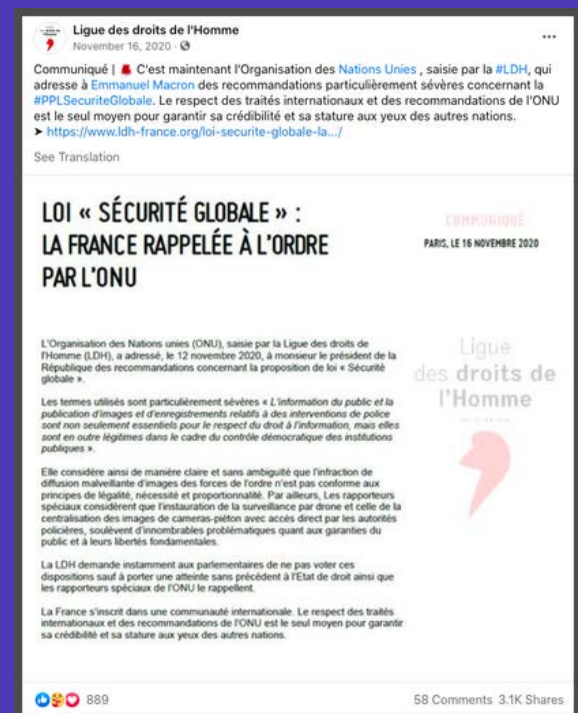 Ligue des droits de l'Homme
November 16, 2020 ·
Communiqué | C'est maintenant l'Organisation des Nations Unies , saisie par la #LDH, qui
adresse à Emmanuel Macron des recommandations particulièrement sévères concernant la
#PPLSecuriteGlobale. Le respect des traités internationaux et des recommandations de l'ONU
est le seul moyen pour garantir sa crédibilité et sa stature aux yeux des autres nations.
➤ https://www.ldh-france.org/loi-securite-globale-la.../
See Translation
LOI « SÉCURITÉ GLOBALE » :
LA FRANCE RAPPELÉE À L'ORDRE
PAR L'ONU
COMMUNIQUÉ
PARIS, LE 16 NOVEMBRE 2020
L'Organisation des Nations unies (ONU), saisie par la Ligue des droits de
l'Homme (LDH), a adressé, le 12 novembre 2020, à monsieur le président de la
République des recommandations concernant la proposition de loi « Sécurité
globale ».
Les termes utilisés sont particulièrement sévères « L'information du public et la
publication d'images et d'enregistrements relatifs à des interventions de police
sont non seulement essentiels pour le respect du droit à l'information, mais elles
sont en outre légitimes dans le cadre du contrôle démocratique des institutions
publiques ».
Elle considère ainsi de manière claire et sans ambiguité que l'infraction de
diffusion malveillante d'images des forces de l'ordre n'est pas conforme aux
principes de légalité, nécessité et proportionnalité. Par ailleurs, Les rapporteurs
spéciaux considèrent que l'instauration de la surveillance par drone et celle de la
centralisation des images de cameras-piéton avec accès direct par les autorités
policières, soulèvent d'innombrables problématiques quant aux garanties du
public et à leurs libertés fondamentales.
La LDH demande instamment aux parlementaires de ne pas voter ces
dispositions sauf à porter une atteinte sans précédent à l'Etat de droit ainsi que
les rapporteurs spéciaux de l'ONU le rappellent.
La France s'inscrit dans une communauté internationale. Le respect des traités
internationaux et des recommandations de l'ONU est le seul moyen pour garantir
sa crédibilité et sa stature aux yeux des autres nations.
Ligue
des droits de
l'Homme
889
58 Comments 3.1K Shares